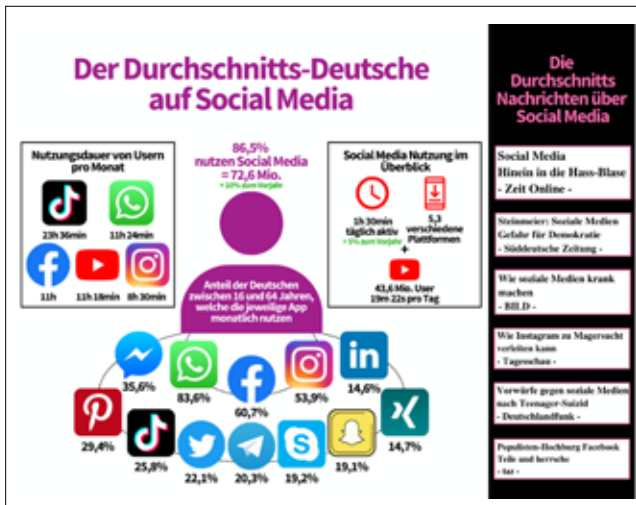 Der Durchschnitts-Deutsche
auf Social Media
Nutzungsdauer von Usern
pro Monat
23h 36min
11h 24min
11h
11h 18min
8h 30min
86,5%
nutzen Social Media
= 72,6 Mio.
+ 10% zum Vorjahr
Social Media Nutzung im
Überblick
1h 30min
täglich aktiv
+ 5% zum Vorjahr
5,3
verschiedene
Plattformen
+
43,6 Mio. User
19m 22s pro Tag
Anteil der Deutschen
zwischen 16 und 64 Jahren,
welche die jeweilige App
monatlich nutzen
35,6%
83,6%
60,7%
53,9%
14,6%
29,4%
25,8%
22,1%
20,3%
19,2%
19,1%
14,7%
Die
Durchschnitts
Nachrichten über
Social Media
Social Media
Hinein in die Hass-Blase
- Zeit Online -
Steinmeier: Soziale Medien
Gefahr für Demokratie
- Süddeutsche Zeitung -
Wie soziale Medien krank
machen
- BILD -
Wie Instagram zu Magersucht
verleiten kann
- Tagesschau -
Vorwürfe gegen soziale Medien
nach Teenager-Suizid
- Deutschlandfunk -
Populisten-Hochburg Facebook
Teile und herrsche
- taz -